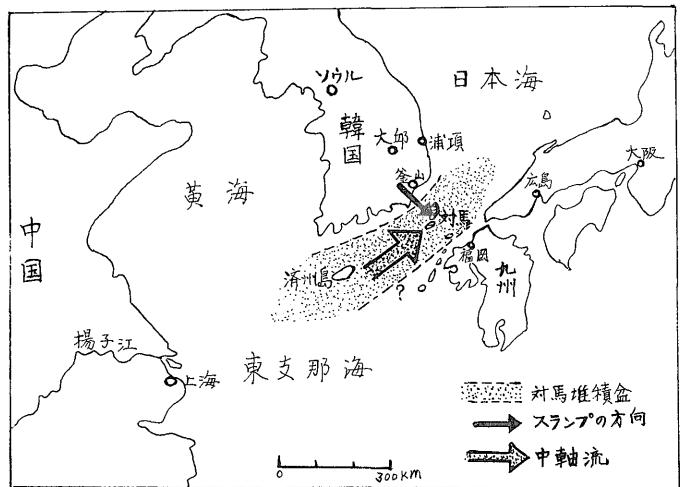 ソウル
日本海
韓国
大邱
浦項
釜山
大阪
広島
黄海
対馬
中国
福岡
済州島
九州
?
揚子江
上海
東支那海
対馬堆積盆
スランプの方向
中軸流
0 300KM